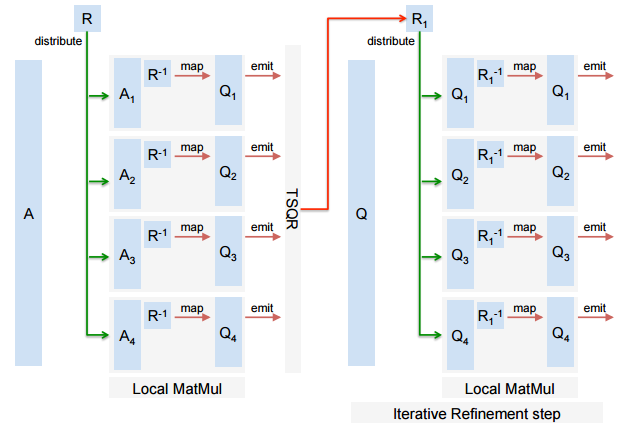 R
distribute
A
A1
R-1
map
Q1
emit
A2
R-1
map
Q2
emit
A3
R-1
map
Q3
emit
A4
R-1
map
Q4
emit
Local MatMul
TSQR
R1
distribute
Q
Q1
R1-1
map
Q1
emit
Q2
R1-1
map
Q2
emit
Q3
R1-1
map
Q3
emit
Q4
R1-1
map
Q4
emit
Local MatMul
Iterative Refinement step